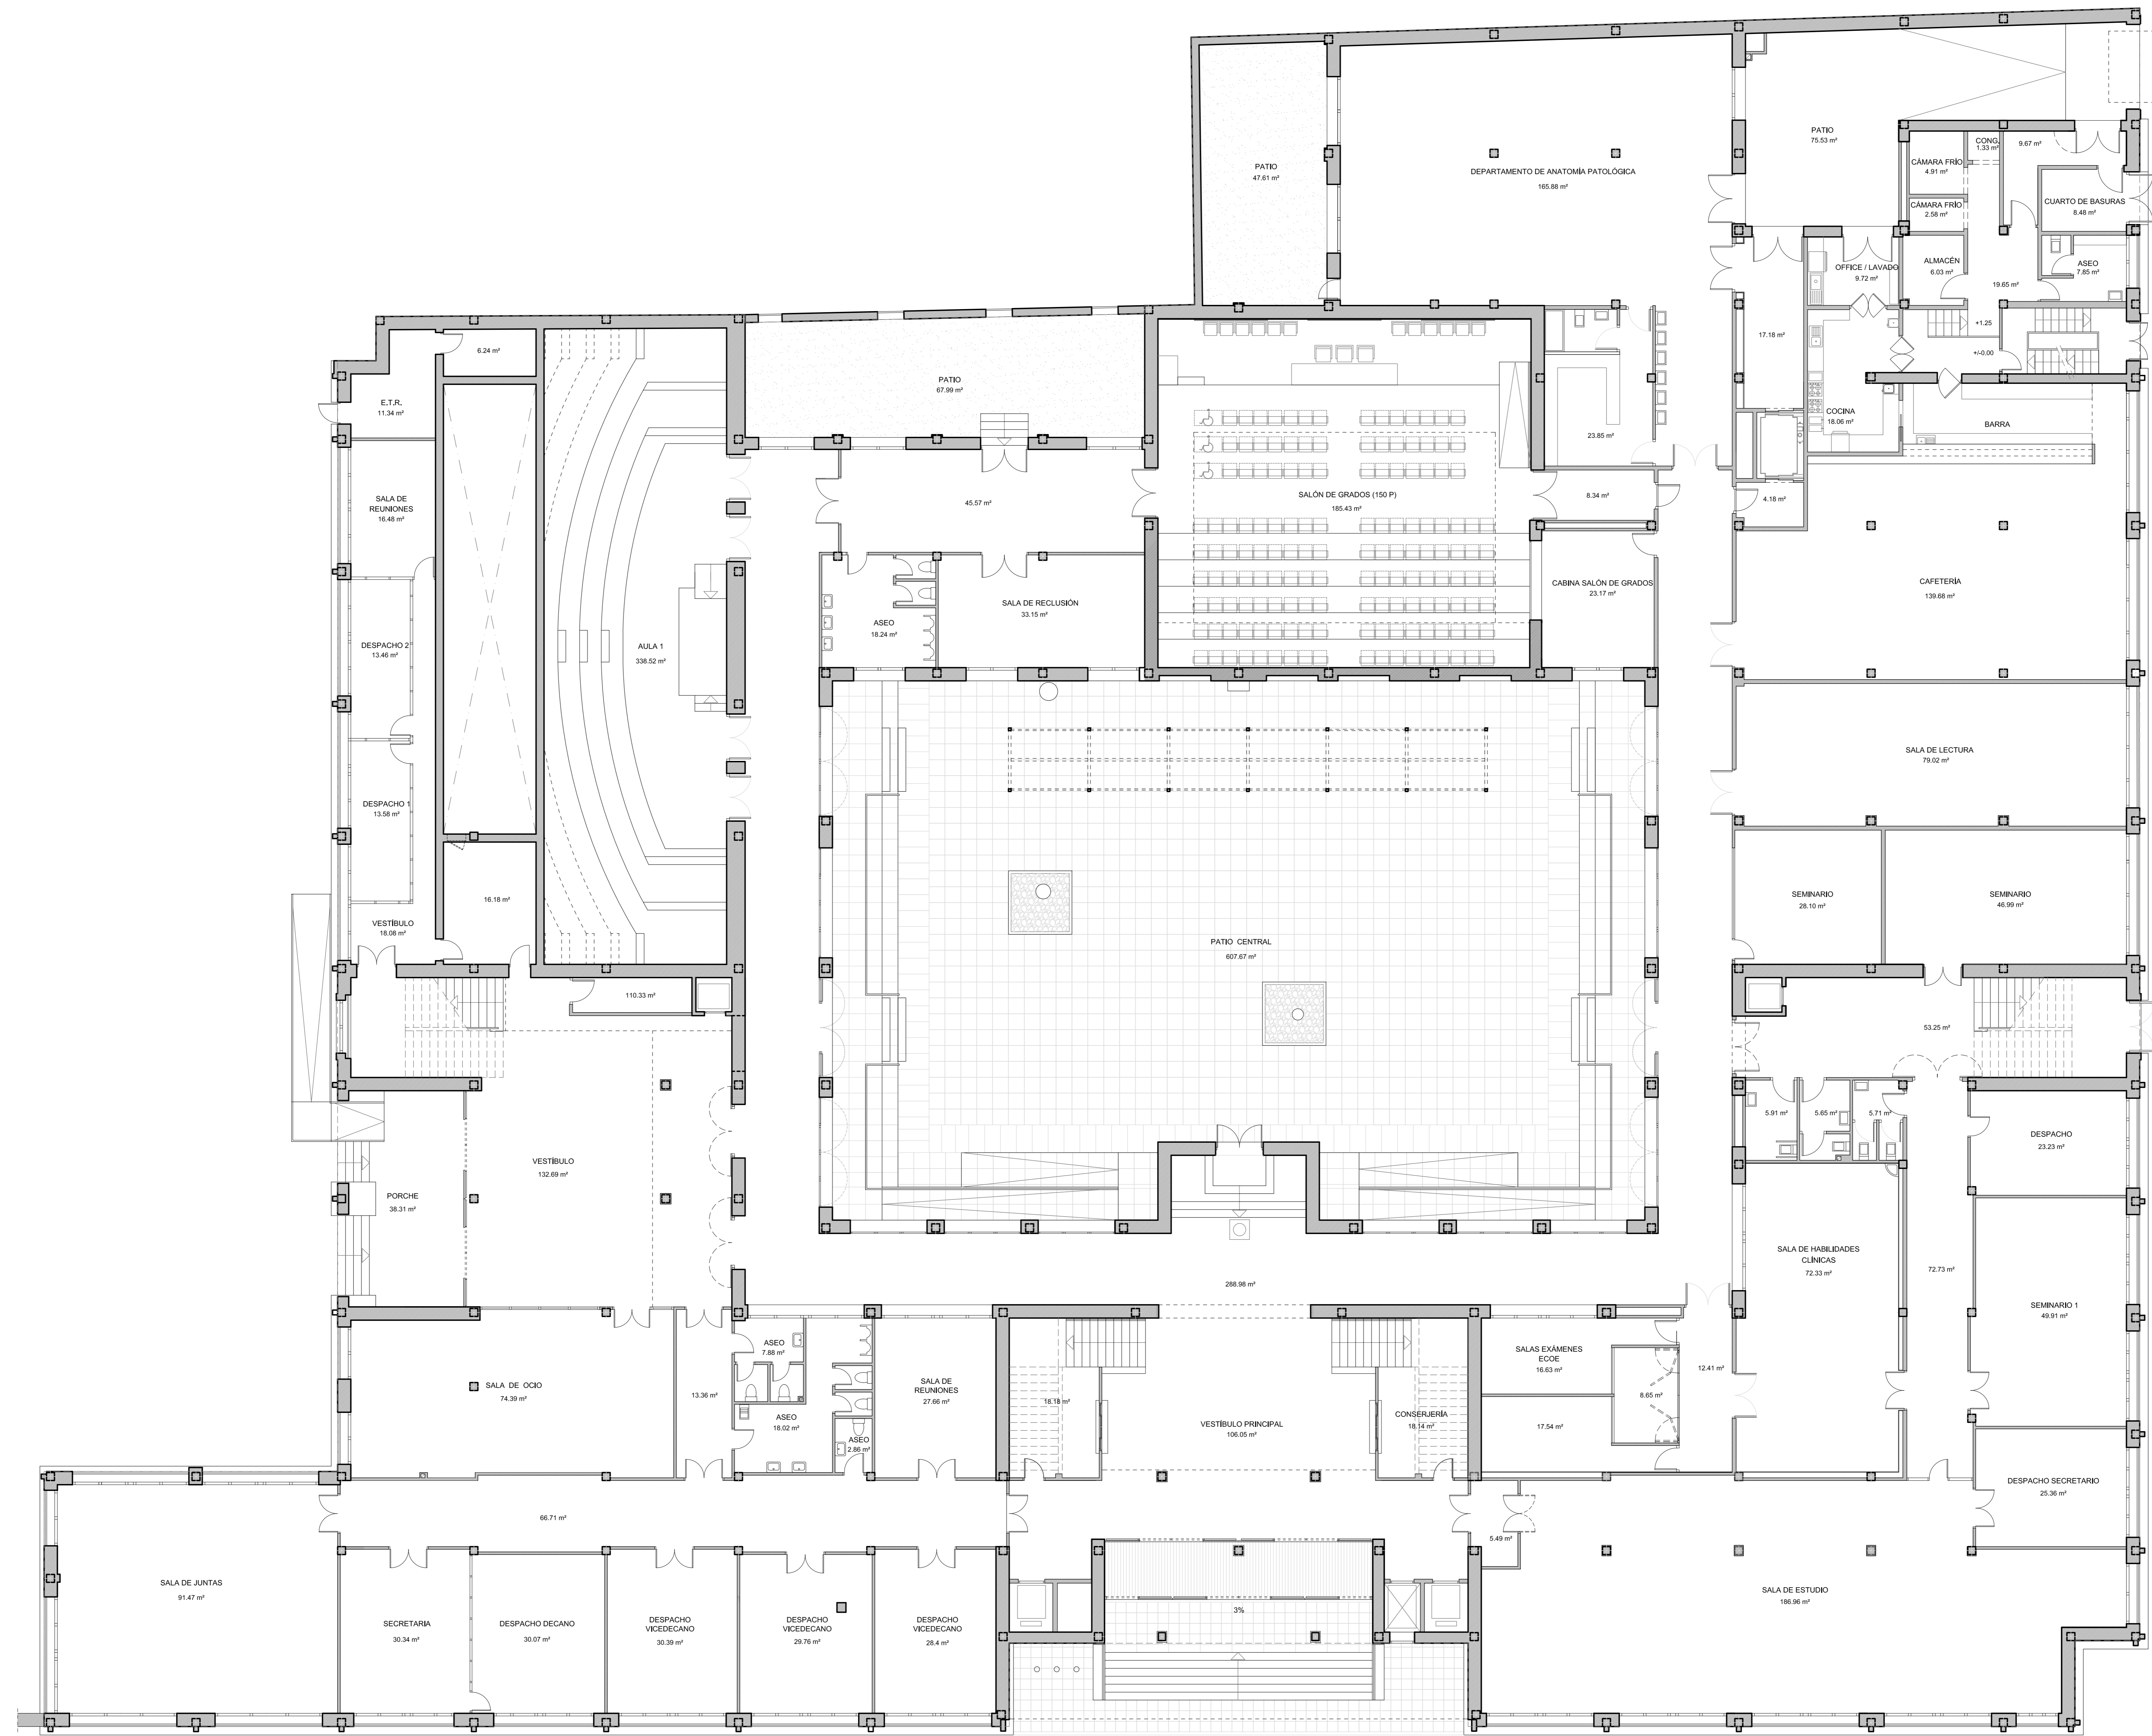 PATIO
75.53 m²
CONG.
1.33 m²
9.67 m²
CÁMARA FRÍO
4.91 m²
PATIO
47.61 m²
DEPARTAMENTO DE ANATOMÍA PATOLÓGICA
165.88 m²
CÁMARA FRÍO
2.58 m²
CUARTO DE BASURAS
8.48 m²
OFFICE / LAVADO
9.72 m²
ALMACÉN
6.03 m²
ASEO
7.85 m²
19.65 m²
+1.25
17.18 m²
+/-0.00
6.24 m²
PATIO
67.99 m²
E.T.R.
11.34 m²
COCINA
18.06 m²
BARRA
23.85 m²
SALA DE
REUNIONES
16.48 m²
45.57 m²
SALÓN DE GRADOS (150 P)
185.43 m²
8.34 m²
4.18 m²
CAFETERÍA
139.68 m²
CABINA SALÓN DE GRADOS
23.17 m²
SALA DE RECLUSIÓN
33.15 m²
ASEO
18.24 m²
DESPACHO 2
13.46 m²
AULA 1
338.52 m²
SALA DE LECTURA
79.02 m²
DESPACHO 1
13.58 m²
16.18 m²
SEMINARIO
28.10 m²
SEMINARIO
46.99 m²
VESTÍBULO
18.08 m²
PATIO CENTRAL
607.67 m²
110.33 m²
53.25 m²
5.91 m²
5.65 m²
5.71 m²
DESPACHO
23.23 m²
VESTÍBULO
132.69 m²
PORCHE
38.31 m²
SALA DE HABILIDADES
CLÍNICAS
72.33 m²
72.73 m²
288.98 m²
SEMINARIO 1
49.91 m²
ASEO
7.88 m²
SALAS EXÁMENES
ECOE
16.63 m²
12.41 m²
SALA DE OCIO
74.39 m²
13.36 m²
SALA DE
REUNIONES
27.66 m²
18.18 m²
8.65 m²
ASEO
18.02 m²
VESTÍBULO PRINCIPAL
106.05 m²
CONSERJERÍA
18.14 m²
17.54 m²
ASEO
2.86 m²
DESPACHO SECRETARIO
25.36 m²
66.71 m²
5.49 m²
SALA DE JUNTAS
91.47 m²
SALA DE ESTUDIO
186.96 m²
3%
SECRETARIA
30.34 m²
DESPACHO DECANO
30.07 m²
DESPACHO
VICEDECANO
30.39 m²
DESPACHO
VICEDECANO
29.76 m²
DESPACHO
VICEDECANO
28,4 m²